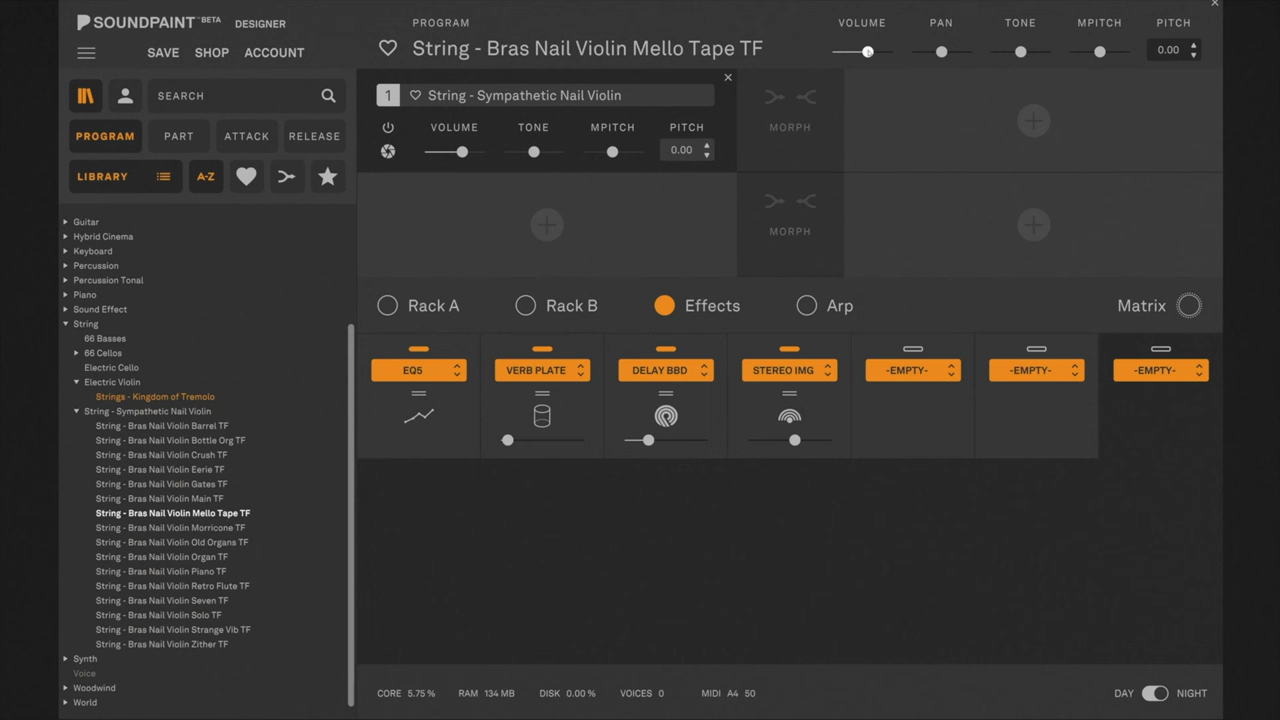 SOUNDPAINT BETA DESIGNER
SAVE SHOP ACCOUNT
PROGRAM
String - Bras Nail Violin Mello Tape TF
VOLUME PAN TONE MPITCH PITCH
0.00
SEARCH
PROGRAM PART ATTACK RELEASE
LIBRARY A-Z
Guitar
Hybrid Cinema
Keyboard
Percussion
Percussion Tonal
Piano
Sound Effect
String
66 Basses
66 Cellos
Electric Cello
Electric Violin
Strings - Kingdom of Tremolo
String - Sympathetic Nail Violin
String - Bras Nail Violin Barrel TF
String - Bras Nail Violin Bottle Org TF
String - Bras Nail Violin Crush TF
String - Bras Nail Violin Eerie TF
String - Bras Nail Violin Gates TF
String - Bras Nail Violin Main TF
String - Bras Nail Violin Mello Tape TF
String - Bras Nail Violin Morricone TF
String - Bras Nail Violin Old Organs TF
String - Bras Nail Violin Organ TF
String - Bras Nail Violin Piano TF
String - Bras Nail Violin Retro Flute TF
String - Bras Nail Violin Seven TF
String - Bras Nail Violin Solo TF
String - Bras Nail Violin Strange Vib TF
String - Bras Nail Violin Zither TF
Synth
Voice
Woodwind
World
1 String - Sympathetic Nail Violin
VOLUME TONE MPITCH PITCH
0.00
MORPH
MORPH
Rack A Rack B Effects Arp Matrix
EQ5 VERB PLATE DELAY BBD STEREO IMG -EMPTY- -EMPTY- -EMPTY-
CORE 5.75 % RAM 134 MB DISK 0.00 % VOICES 0 MIDI A4 50
DAY NIGHT